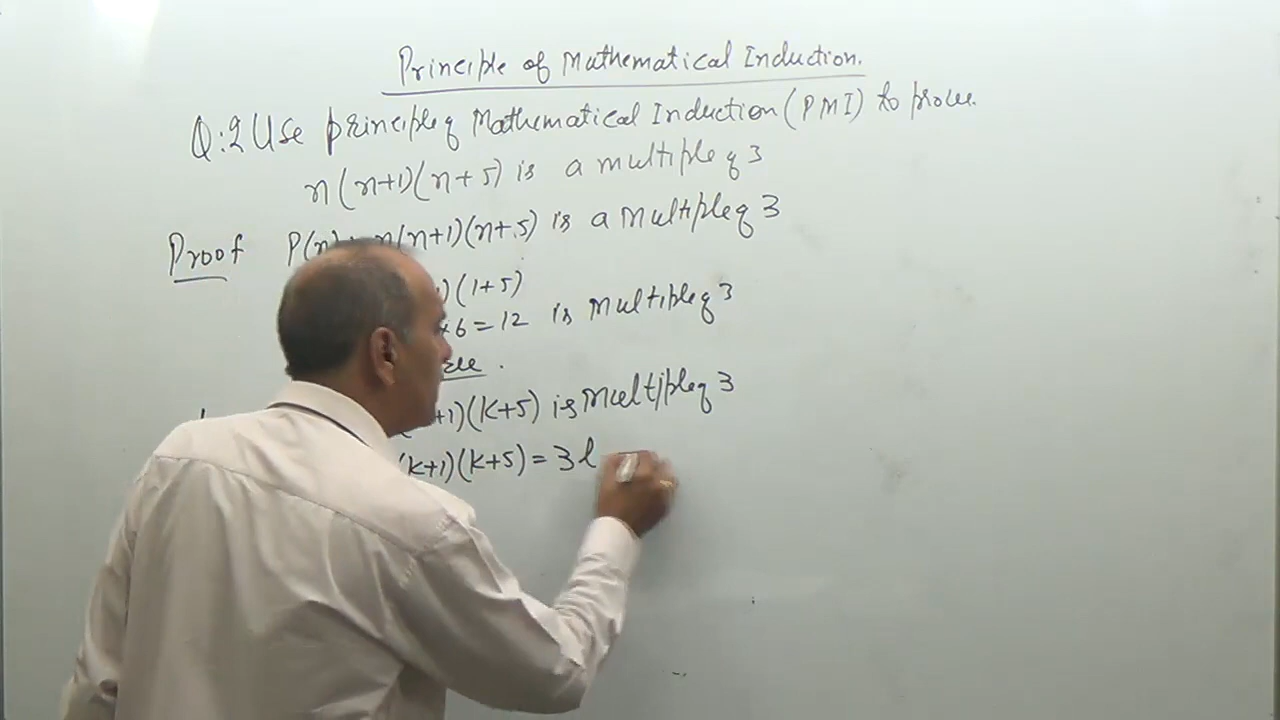 Principle of Mathematical Induction.
Q:2 Use principle of Mathematical Induction (PMI) to prove.
n(n+1)(n+5) is a multiple of 3
Proof P(n): n(n+1)(n+5) is a multiple of 3
)(1+5)
6=12 is multiple of 3
+1)(k+5) is multiple of 3
(k+1)(k+5)=3l